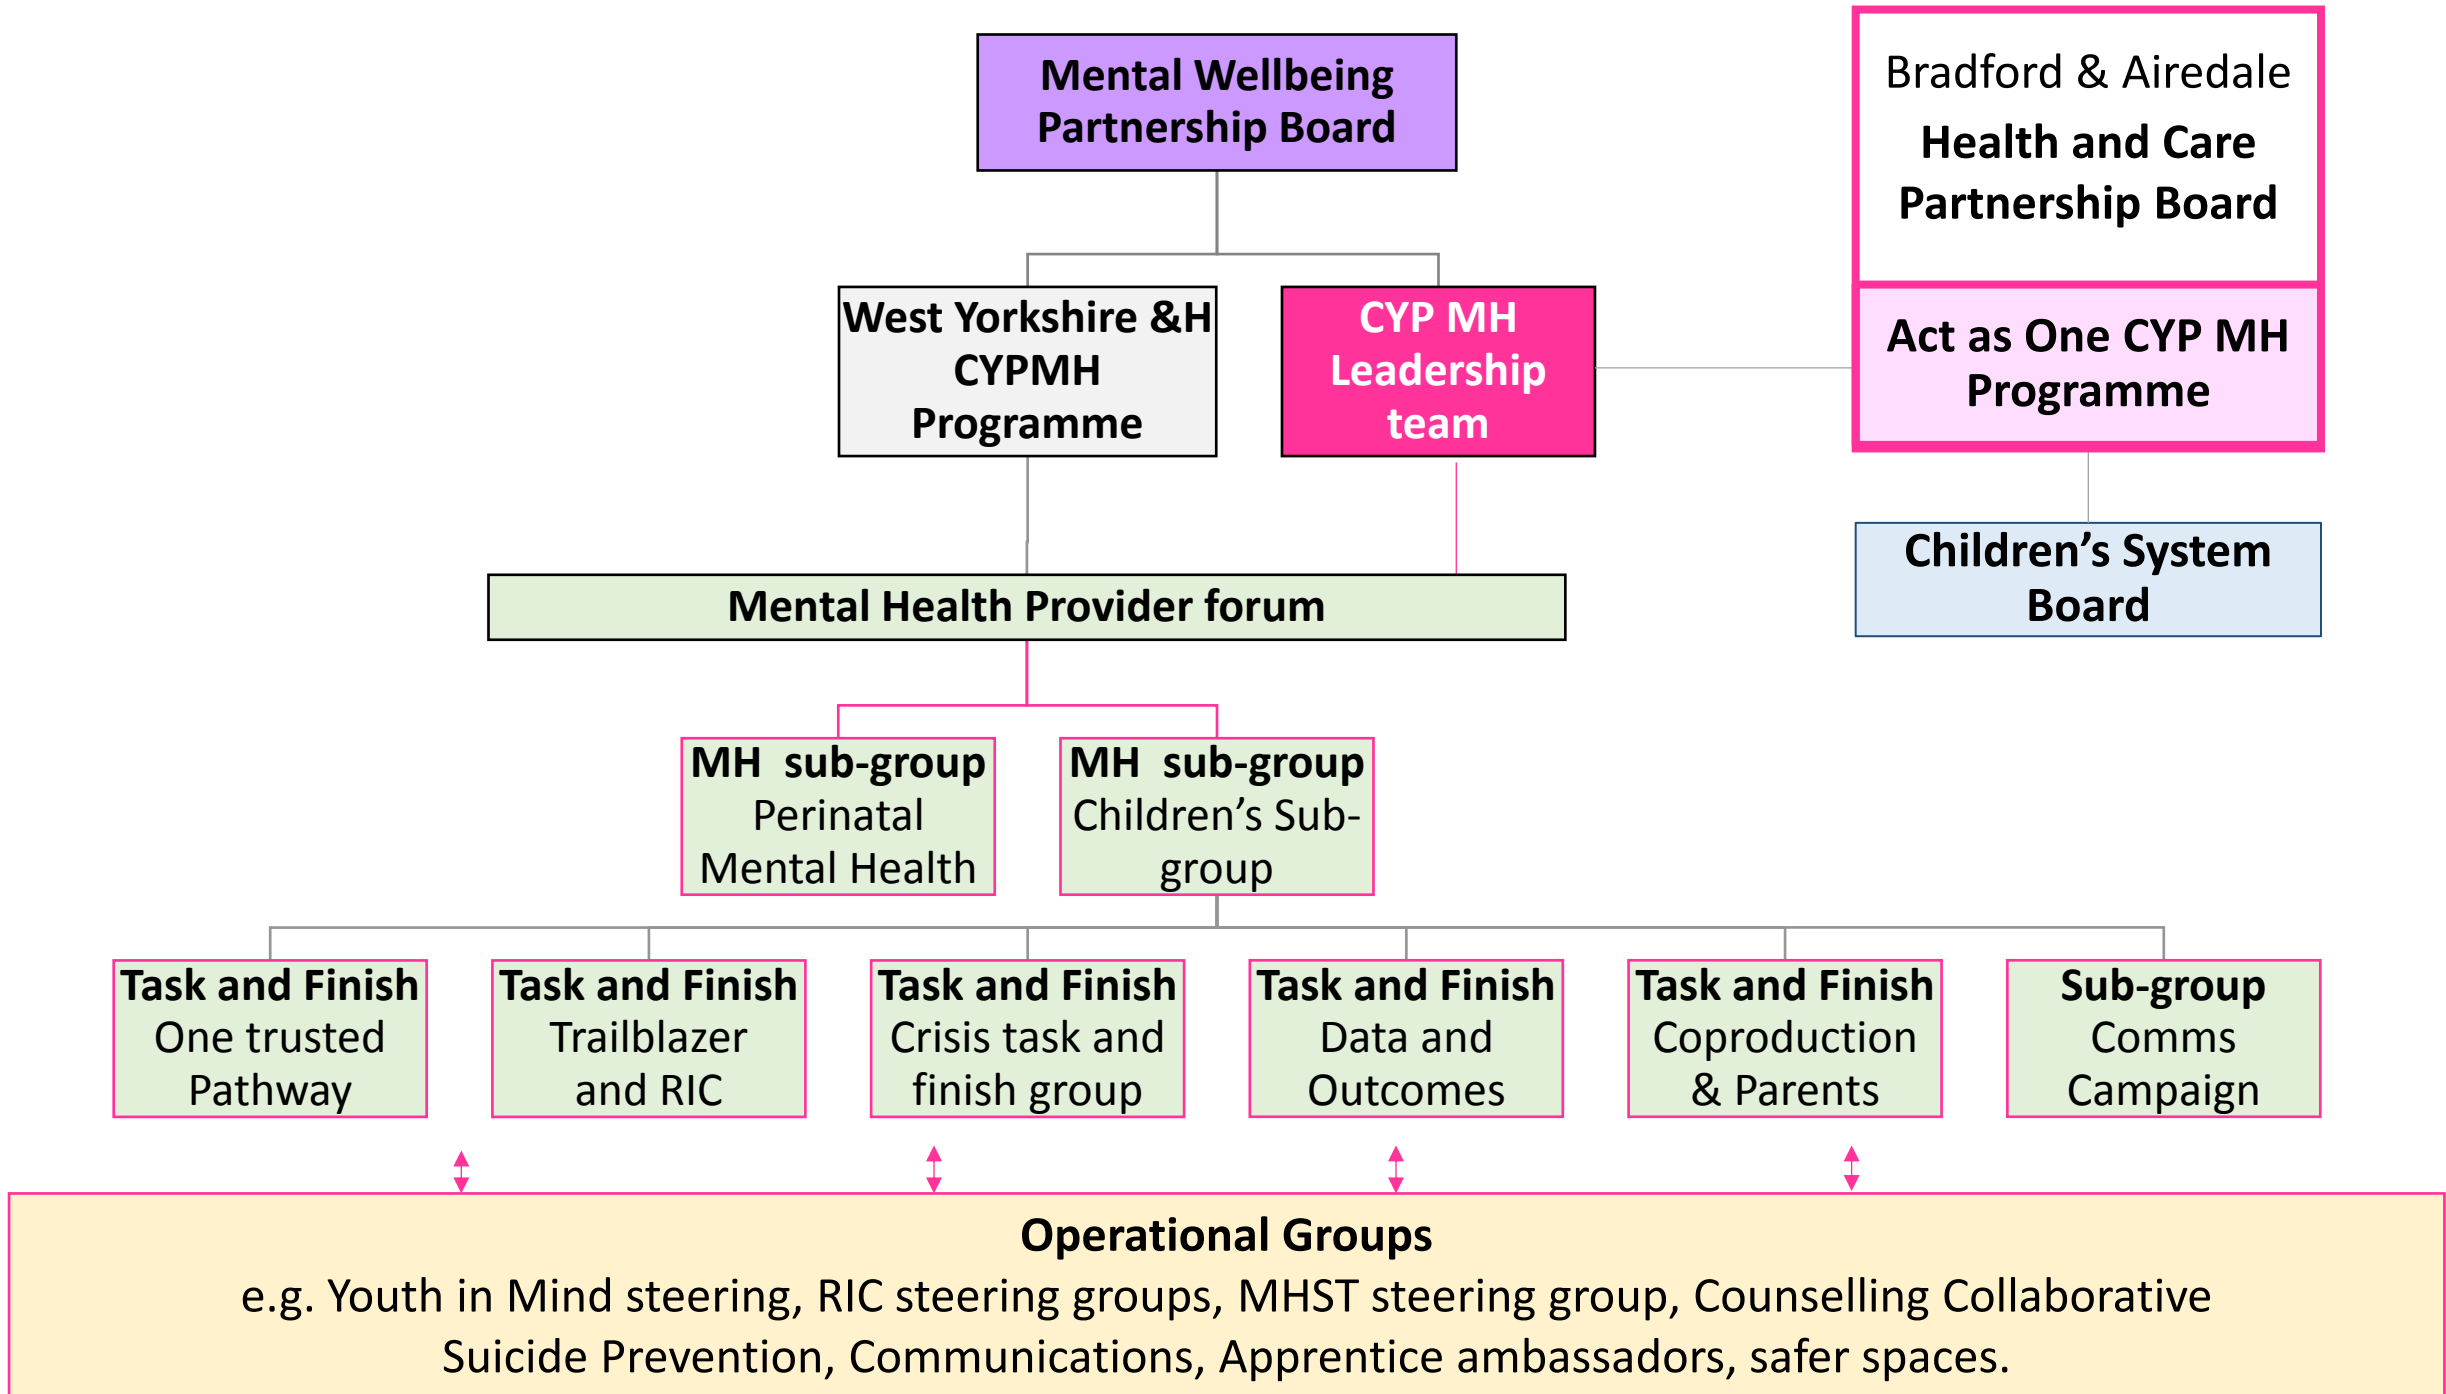 Mental Wellbeing
Partnership Board
Bradford & Airedale
Health and Care
Partnership Board
West Yorkshire &H
CYPMH
Programme
CYP MH
Leadership
team
Act as One CYP MH
Programme
Children’s System
Board
Mental Health Provider forum
MH  sub-group
Perinatal
Mental Health
MH  sub-group
Children’s Sub-
group
Task and Finish
One trusted
Pathway
Task and Finish
Trailblazer
and RIC
Task and Finish
Crisis task and
finish group
Task and Finish
Data and
Outcomes
Task and Finish
Coproduction
& Parents
Sub-group
Comms
Campaign
Operational Groups
e.g. Youth in Mind steering, RIC steering groups, MHST steering group, Counselling Collaborative
Suicide Prevention, Communications, Apprentice ambassadors, safer spaces.